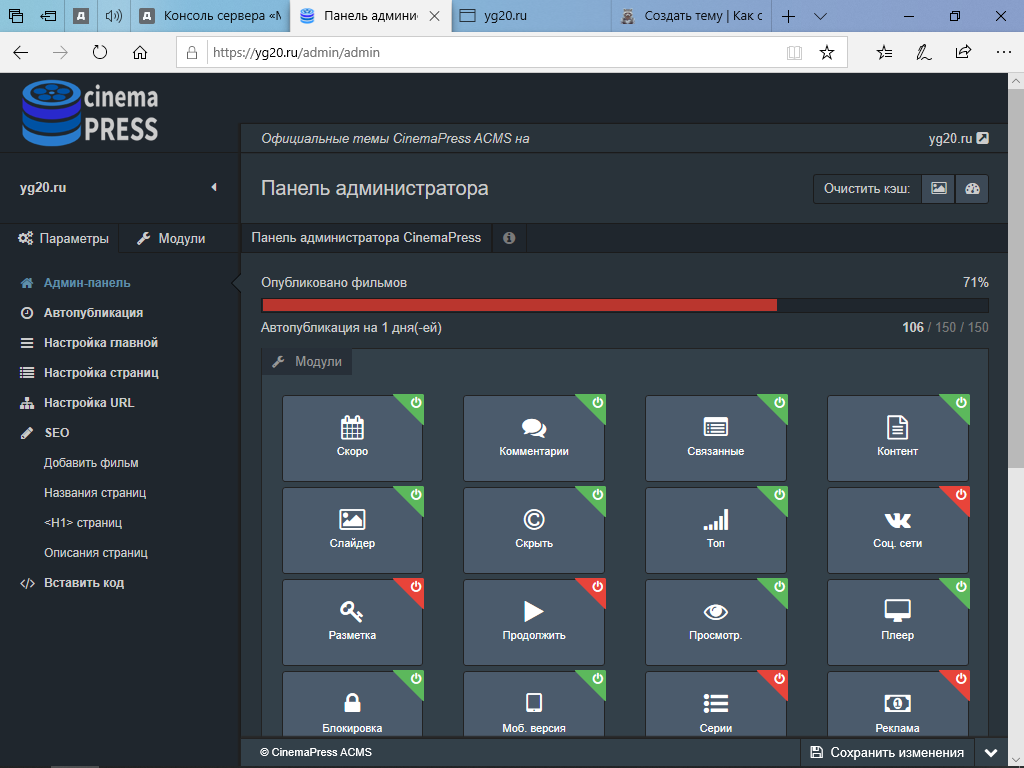 Консоль сервера «М
Панель админи
yg20.ru
Создать тему | Как с
https://yg20.ru/admin/admin
cinema
PRESS
Официальные темы CinemaPress ACMS на
yg20.ru
yg20.ru
Панель администратора
Очистить кэш:
Параметры
Модули
Панель администратора CinemaPress
Админ-панель
Автопубликация
Настройка главной
Настройка страниц
Настройка URL
SEO
Добавить фильм
Названия страниц
<H1> страниц
Описания страниц
Вставить код
Опубликовано фильмов
71%
Автопубликация на 1 дня(-ей)
106 / 150 / 150
Модули
Скоро
Комментарии
Связанные
Контент
Слайдер
Скрыть
Топ
Соц. сети
Разметка
Продолжить
Просмотр.
Плеер
Блокировка
Моб. версия
Серии
Реклама
© CinemaPress ACMS
Сохранить изменения